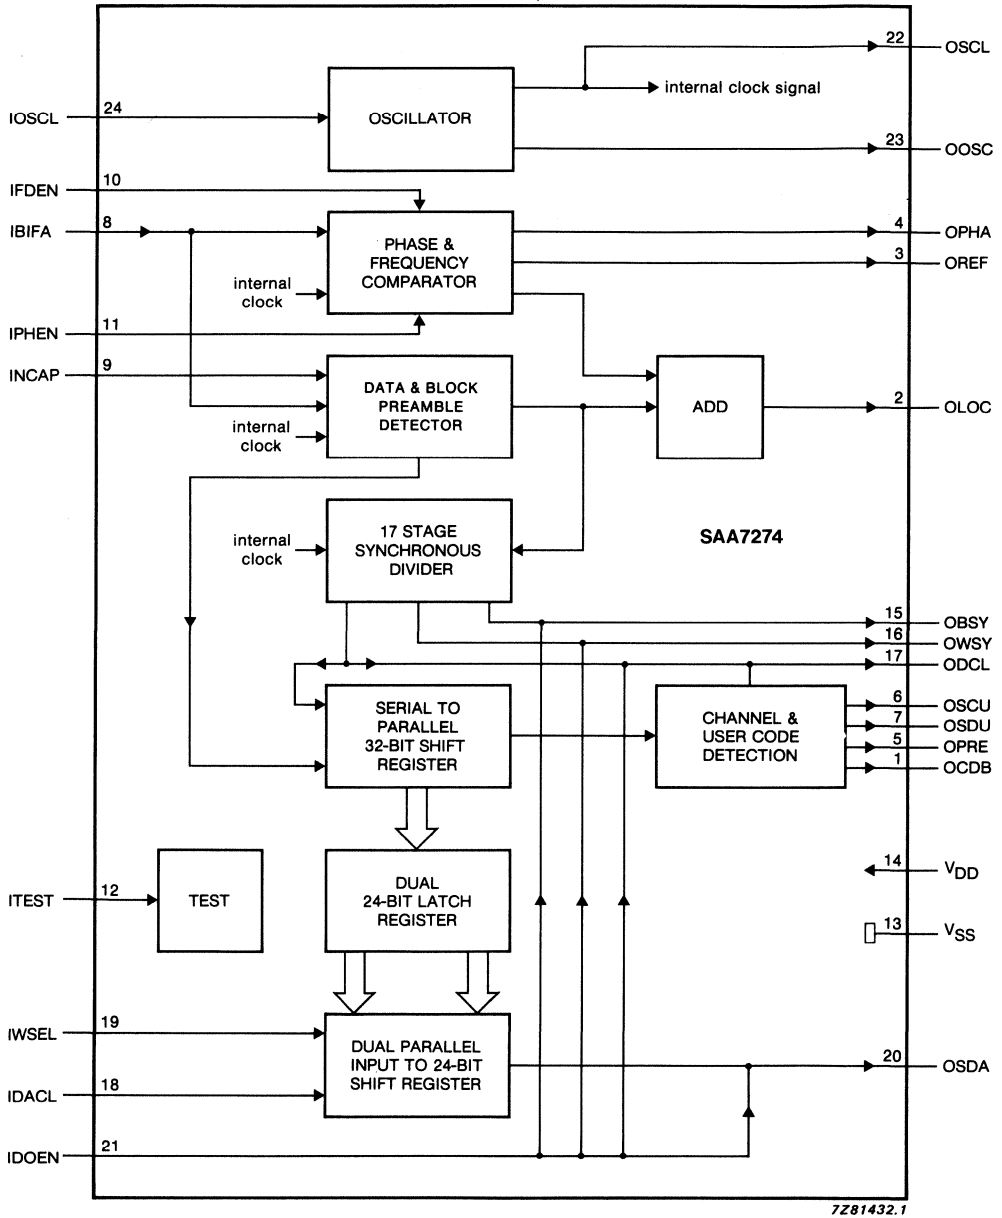 22
OSCL
internal clock signal
IOSCL
24
OSCILLATOR
23
OOSC
IFDEN
10
IBIFA
8
PHASE &
FREQUENCY
COMPARATOR
4
OPHA
3
OREF
internal
clock
IPHEN
11
INCAP
9
DATA & BLOCK
PREAMBLE
DETECTOR
ADD
2
OLOC
internal
clock
17 STAGE
SYNCHRONOUS
DIVIDER
internal
clock
SAA7274
15
OBSY
16
OWSY
17
ODCL
SERIAL TO
PARALLEL
32-BIT SHIFT
REGISTER
CHANNEL &
USER CODE
DETECTION
6
OSCU
7
OSDU
5
OPRE
1
OCDB
ITEST
12
TEST
DUAL
24-BIT LATCH
REGISTER
14
VDD
13
VSS
IWSEL
19
DUAL PARALLEL
INPUT TO 24-BIT
SHIFT REGISTER
20
OSDA
IDACL
18
IDOEN
21
7Z81432.1